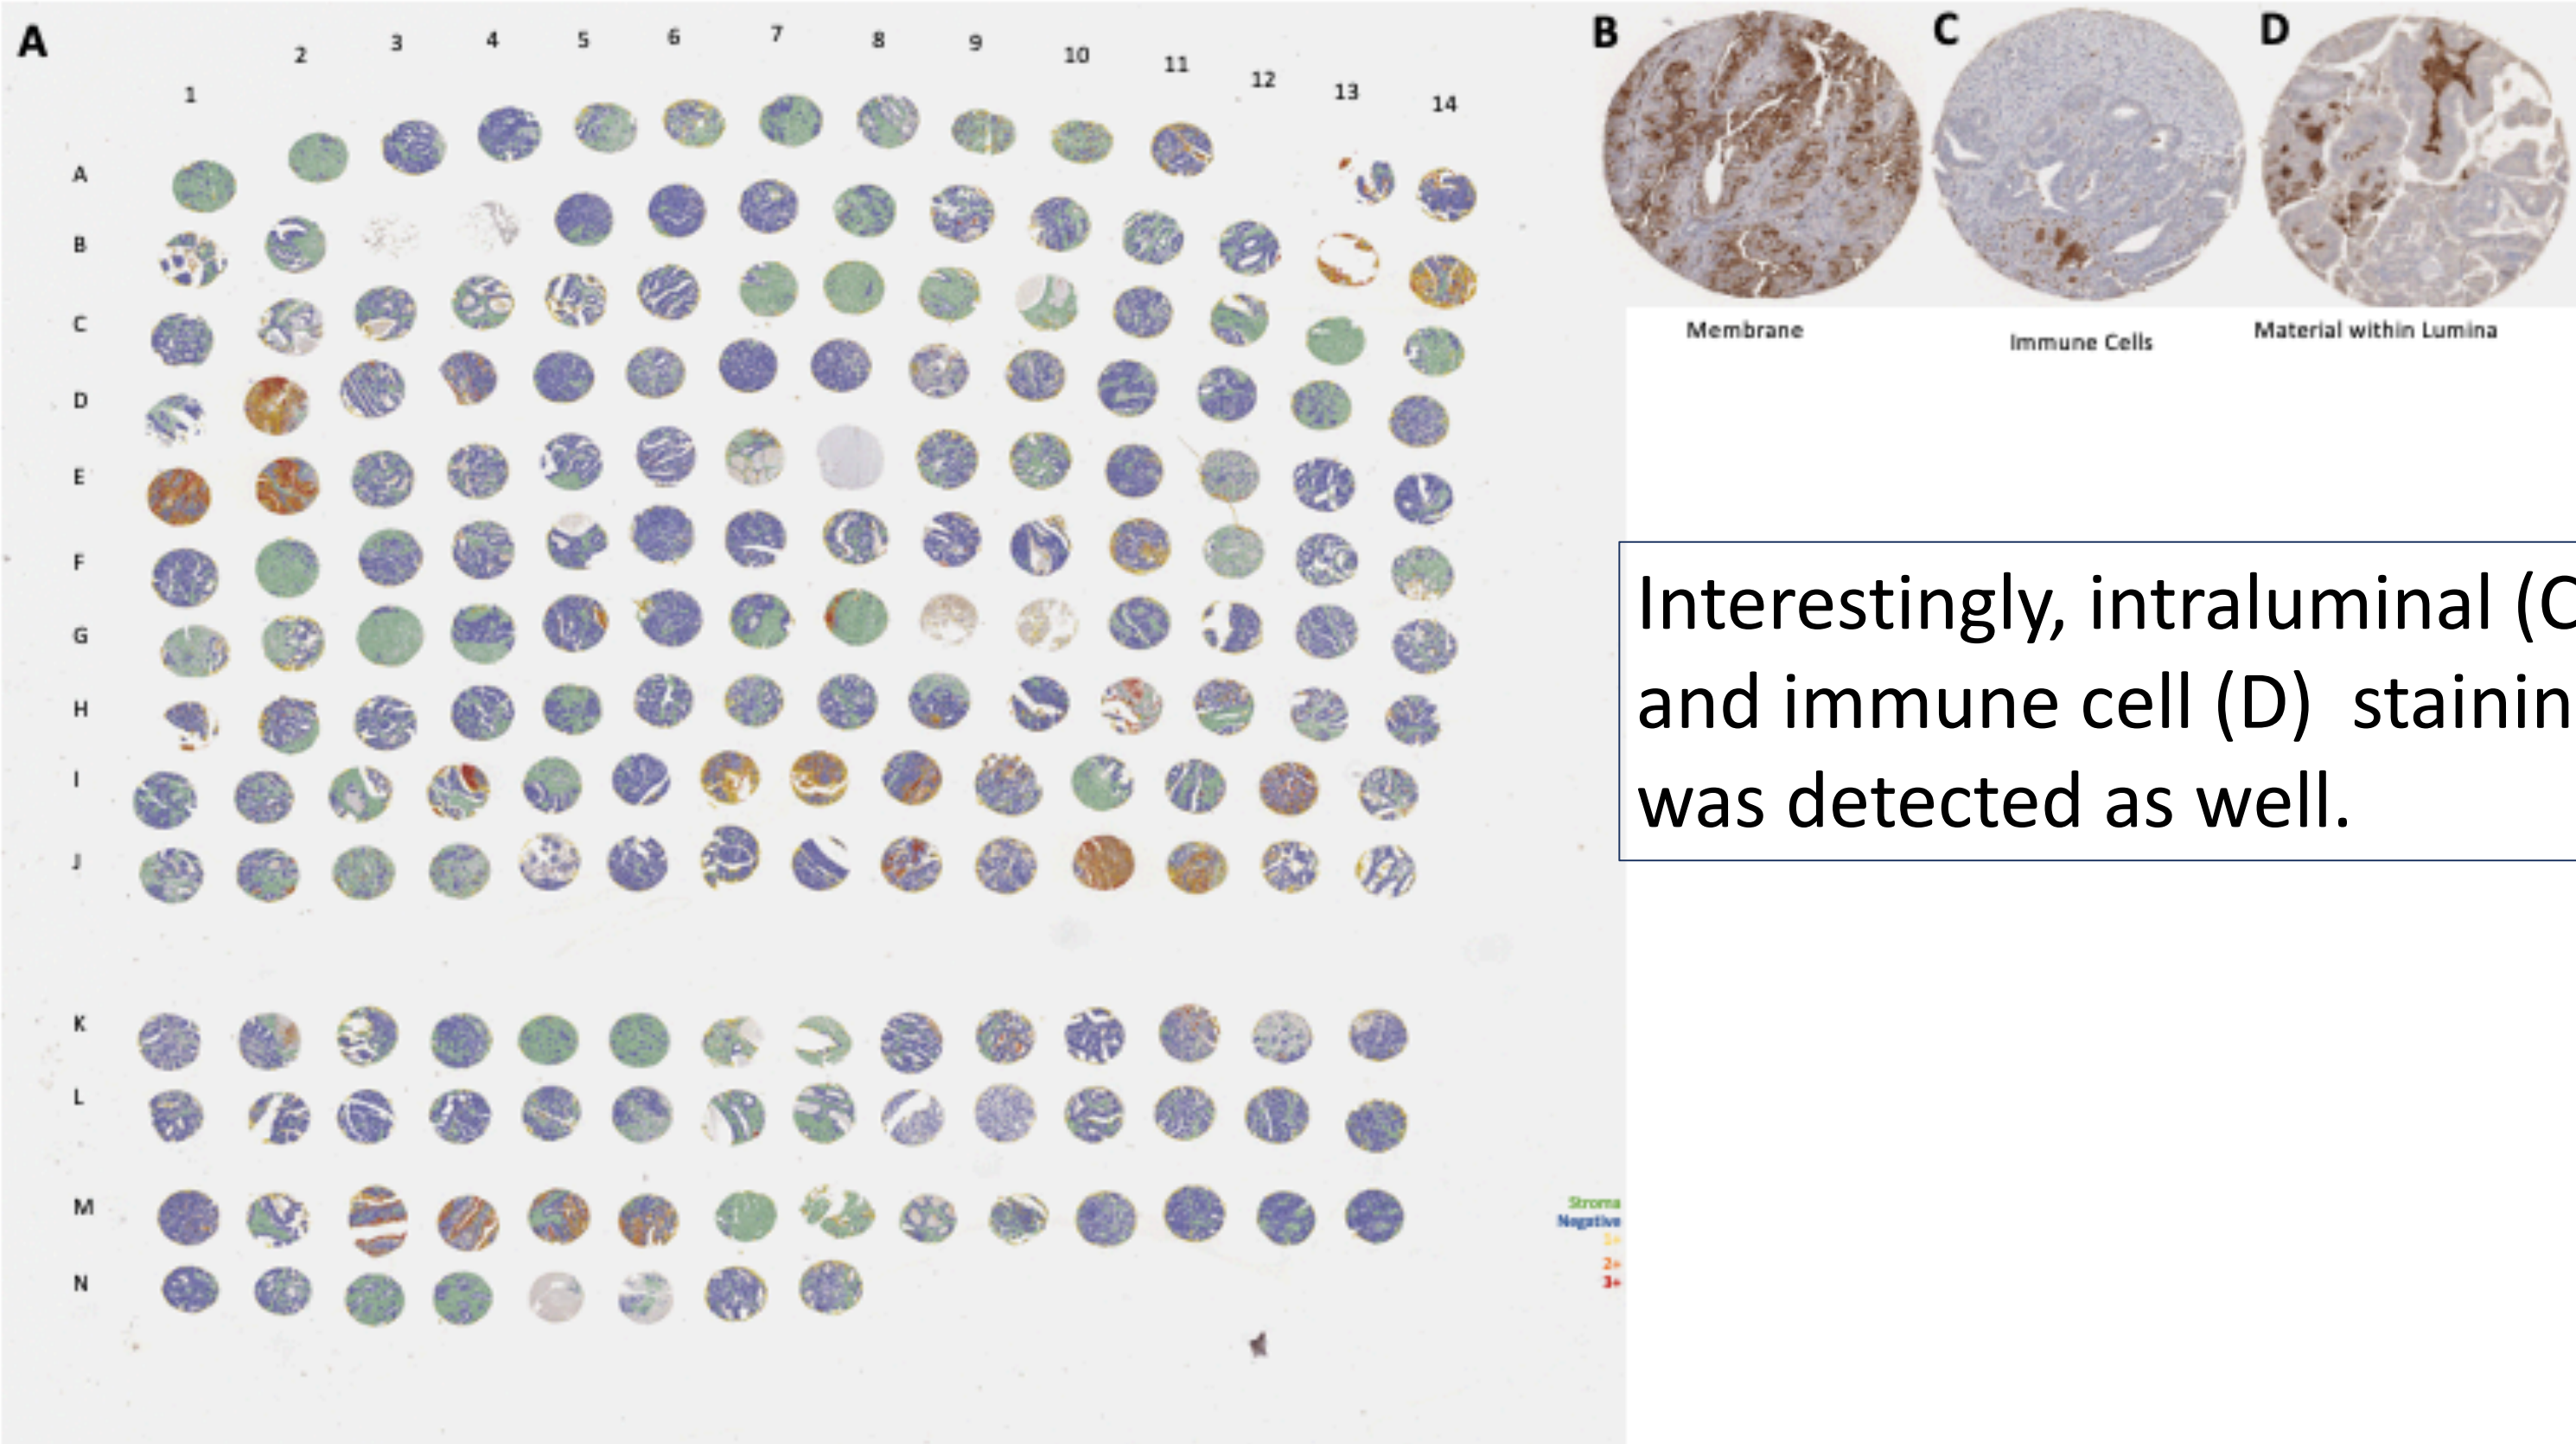 A
1 2 3 4 5 6 7 8 9 10 11 12 13 14
A
B
C
D
E
F
G
H
I
J
K
L
M
N
Stroma
Negative
1+
2+
3+
B
Membrane
C
Immune Cells
D
Material within Lumina
Interestingly, intraluminal (C
and immune cell (D) stainin
was detected as well.